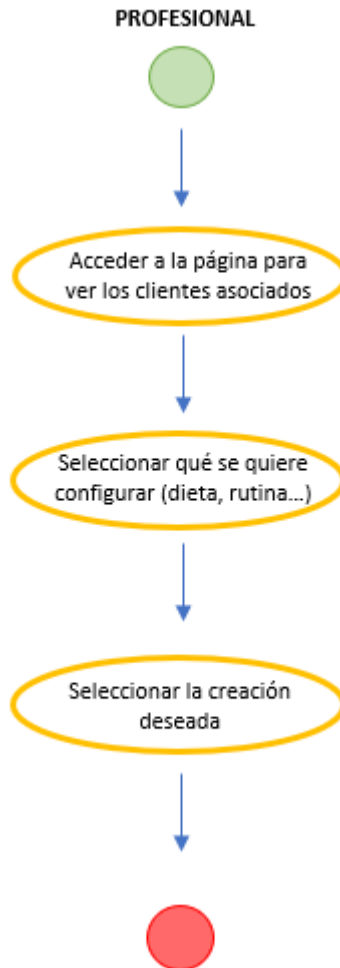 PROFESIONAL
Acceder a la página para
ver los clientes asociados
Seleccionar qué se quiere
configurar (dieta, rutina...)
Seleccionar la creación
deseada